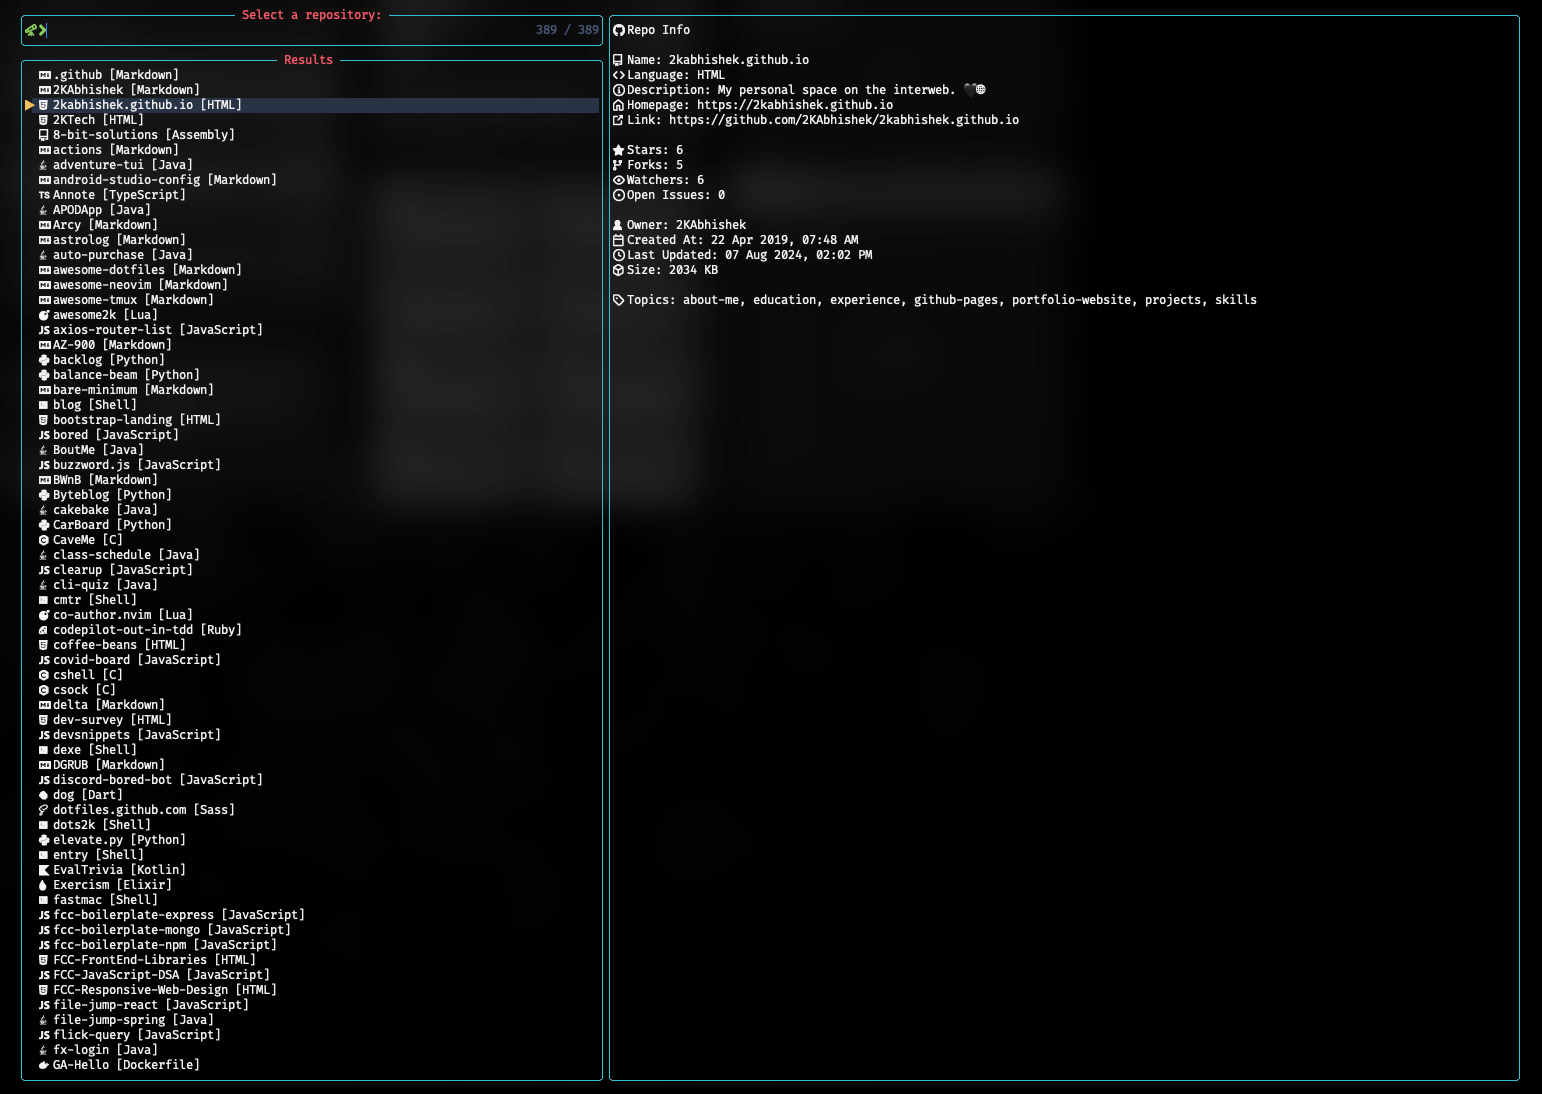 Select a repository:
389 / 389
Results
.github [Markdown]
2KAbhishek [Markdown]
2kabhishek.github.io [HTML]
2KTech [HTML]
8-bit-solutions [Assembly]
actions [Markdown]
adventure-tui [Java]
android-studio-config [Markdown]
TS Annote [TypeScript]
APODApp [Java]
Arcy [Markdown]
astrolog [Markdown]
auto-purchase [Java]
awesome-dotfiles [Markdown]
awesome-neovim [Markdown]
awesome-tmux [Markdown]
awesome2k [Lua]
JS axios-router-list [JavaScript]
AZ-900 [Markdown]
backlog [Python]
balance-beam [Python]
bare-minimum [Markdown]
blog [Shell]
bootstrap-landing [HTML]
JS bored [JavaScript]
BoutMe [Java]
JS buzzword.js [JavaScript]
BWnB [Markdown]
Byteblog [Python]
cakebake [Java]
CarBoard [Python]
CaveMe [C]
class-schedule [Java]
JS clearup [JavaScript]
cli-quiz [Java]
cmtr [Shell]
co-author.nvim [Lua]
codepilot-out-in-tdd [Ruby]
coffee-beans [HTML]
JS covid-board [JavaScript]
cshell [C]
csock [C]
delta [Markdown]
dev-survey [HTML]
JS devsnippets [JavaScript]
dexe [Shell]
DGRUB [Markdown]
JS discord-bored-bot [JavaScript]
dog [Dart]
dotfiles.github.com [Sass]
dots2k [Shell]
elevate.py [Python]
entry [Shell]
EvalTrivia [Kotlin]
Exercism [Elixir]
fastmac [Shell]
JS fcc-boilerplate-express [JavaScript]
JS fcc-boilerplate-mongo [JavaScript]
JS fcc-boilerplate-npm [JavaScript]
FCC-FrontEnd-Libraries [HTML]
JS FCC-JavaScript-DSA [JavaScript]
FCC-Responsive-Web-Design [HTML]
JS file-jump-react [JavaScript]
file-jump-spring [Java]
JS flick-query [JavaScript]
fx-login [Java]
GA-Hello [Dockerfile]
Repo Info
Name: 2kabhishek.github.io
Language: HTML
Description: My personal space on the interweb. 🖤🌐
Homepage: https://2kabhishek.github.io
Link: https://github.com/2KAbhishek/2kabhishek.github.io
Stars: 6
Forks: 5
Watchers: 6
Open Issues: 0
Owner: 2KAbhishek
Created At: 22 Apr 2019, 07:48 AM
Last Updated: 07 Aug 2024, 02:02 PM
Size: 2034 KB
Topics: about-me, education, experience, github-pages, portfolio-website, projects, skills